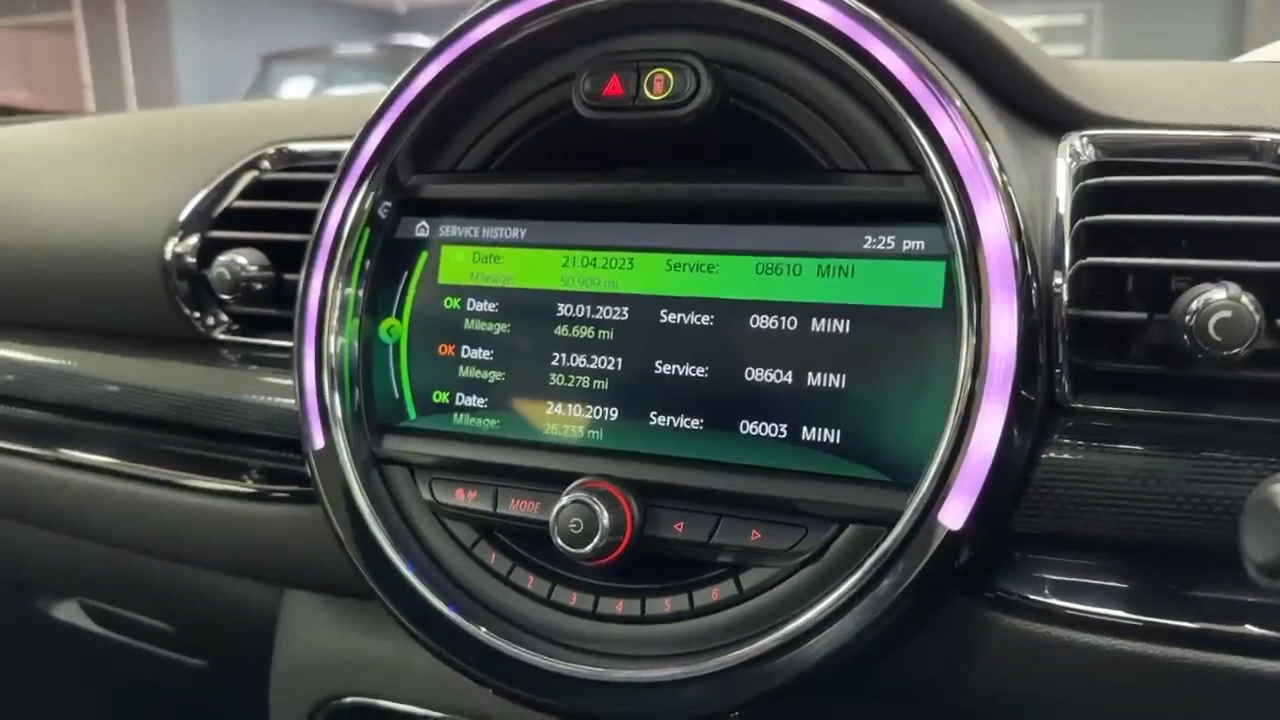 SERVICE HISTORY 2:25 pm
Date: 21.04.2023 Service: 08610 MINI
Mileage: 50.909 mi
OK Date: 30.01.2023 Service: 08610 MINI
Mileage: 46.696 mi
OK Date: 21.06.2021 Service: 08604 MINI
Mileage: 30.278 mi
OK Date: 24.10.2019 Service: 06003 MINI
Mileage: 26.233 mi
MODE
1 2 3 4 5 6